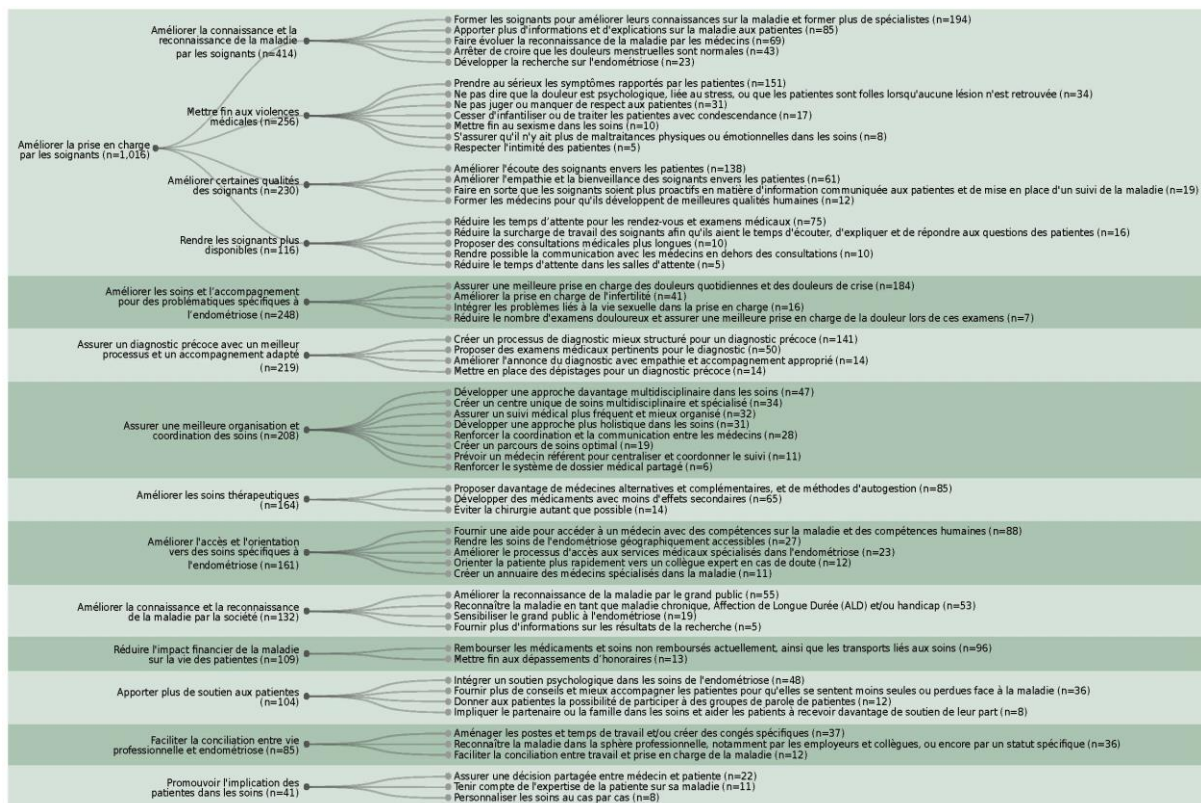 Améliorer la prise en charge
par les soignants (n=1,016)
Améliorer la connaissance et la
reconnaissance de la maladie
par les soignants (n=414)
Former les soignants pour améliorer leurs connaissances sur la maladie et former plus de spécialistes (n=194)
Apporter plus d'informations et d'explications sur la maladie aux patientes (n=85)
Faire évoluer la reconnaissance de la maladie par les médecins (n=69)
Arrêter de croire que les douleurs menstruelles sont normales (n=43)
Développer la recherche sur l'endométriose (n=23)
Mettre fin aux violences
médicales (n=256)
Prendre au sérieux les symptômes rapportés par les patientes (n=151)
Ne pas dire que la douleur est psychologique, liée au stress, ou que les patientes sont folles lorsqu'aucune lésion n'est retrouvée (n=34)
Ne pas juger ou manquer de respect aux patientes (n=31)
Cesser d'infantiliser ou de traiter les patientes avec condescendance (n=17)
Mettre fin au sexisme dans les soins (n=10)
S'assurer qu'il n'y ait plus de maltraitances physiques ou émotionnelles dans les soins (n=8)
Respecter l'intimité des patientes (n=5)
Améliorer certaines qualités
des soignants (n=230)
Améliorer l'écoute des soignants envers les patientes (n=138)
Améliorer l'empathie et la bienveillance des soignants envers les patientes (n=61)
Faire en sorte que les soignants soient plus proactifs en matière d'information communiquée aux patientes et de mise en place d'un suivi de la maladie (n=19)
Former les médecins pour qu'ils développent de meilleures qualités humaines (n=12)
Rendre les soignants plus
disponibles (n=116)
Réduire les temps d'attente pour les rendez-vous et examens médicaux (n=75)
Réduire la surcharge de travail des soignants afin qu'ils aient le temps d'écouter, d'expliquer et de répondre aux questions des patientes (n=16)
Proposer des consultations médicales plus longues (n=10)
Rendre possible la communication avec les médecins en dehors des consultations (n=10)
Réduire le temps d'attente dans les salles d'attente (n=5)
Améliorer les soins et l'accompagnement
pour des problématiques spécifiques à
l'endométriose (n=248)
Assurer une meilleure prise en charge des douleurs quotidiennes et des douleurs de crise (n=184)
Améliorer la prise en charge de l'infertilité (n=41)
Intégrer les problèmes liés à la vie sexuelle dans la prise en charge (n=16)
Réduire le nombre d'examens douloureux et assurer une meilleure prise en charge de la douleur lors de ces examens (n=7)
Assurer un diagnostic précoce avec un meilleur
processus et un accompagnement adapté
(n=219)
Créer un processus de diagnostic mieux structuré pour un diagnostic précoce (n=141)
Proposer des examens médicaux pertinents pour le diagnostic (n=50)
Améliorer l'annonce du diagnostic avec empathie et accompagnement approprié (n=14)
Mettre en place des dépistages pour un diagnostic précoce (n=14)
Assurer une meilleure organisation et
coordination des soins (n=208)
Développer une approche davantage multidisciplinaire dans les soins (n=47)
Créer un centre unique de soins multidisciplinaire et spécialisé (n=34)
Assurer un suivi médical plus fréquent et mieux organisé (n=32)
Développer une approche plus holistique dans les soins (n=31)
Renforcer la coordination et la communication entre les médecins (n=28)
Créer un parcours de soins optimal (n=19)
Prévoir un médecin référent pour centraliser et coordonner le suivi (n=11)
Renforcer le système de dossier médical partagé (n=6)
Améliorer les soins thérapeutiques
(n=164)
Proposer davantage de médecines alternatives et complémentaires, et de méthodes d'autogestion (n=85)
Développer des médicaments avec moins d'effets secondaires (n=65)
Éviter la chirurgie autant que possible (n=14)
Améliorer l'accès et l'orientation
vers des soins spécifiques à
l'endométriose (n=161)
Fournir une aide pour accéder à un médecin avec des compétences sur la maladie et des compétences humaines (n=88)
Rendre les soins de l'endométriose géographiquement accessibles (n=27)
Améliorer le processus d'accès aux services médicaux spécialisés dans l'endométriose (n=23)
Orienter la patiente plus rapidement vers un collègue expert en cas de doute (n=12)
Créer un annuaire des médecins spécialisés dans la maladie (n=11)
Améliorer la connaissance et la reconnaissance
de la maladie par la société (n=132)
Améliorer la reconnaissance de la maladie par le grand public (n=55)
Reconnaître la maladie en tant que maladie chronique, Affection de Longue Durée (ALD) et/ou handicap (n=53)
Sensibiliser le grand public à l'endométriose (n=19)
Fournir plus d'informations sur les résultats de la recherche (n=5)
Réduire l'impact financier de la maladie
sur la vie des patientes (n=109)
Rembourser les médicaments et soins non remboursés actuellement, ainsi que les transports liés aux soins (n=96)
Mettre fin aux dépassements d'honoraires (n=13)
Apporter plus de soutien aux patientes
(n=104)
Intégrer un soutien psychologique dans les soins de l'endométriose (n=48)
Fournir plus de conseils et mieux accompagner les patientes pour qu'elles se sentent moins seules ou perdues face à la maladie (n=36)
Donner aux patientes la possibilité de participer à des groupes de parole de patientes (n=12)
Impliquer le partenaire ou la famille dans les soins et aider les patients à recevoir davantage de soutien de leur part (n=8)
Faciliter la conciliation entre vie
professionnelle et endométriose (n=85)
Aménager les postes et temps de travail et/ou créer des congés spécifiques (n=37)
Reconnaître la maladie dans la sphère professionnelle, notamment par les employeurs et collègues, ou encore par un statut spécifique (n=36)
Faciliter la conciliation entre travail et prise en charge de la maladie (n=12)
Promouvoir l'implication des
patientes dans les soins (n=41)
Assurer une décision partagée entre médecin et patiente (n=22)
Tenir compte de l'expertise de la patiente sur sa maladie (n=11)
Personnaliser les soins au cas par cas (n=8)